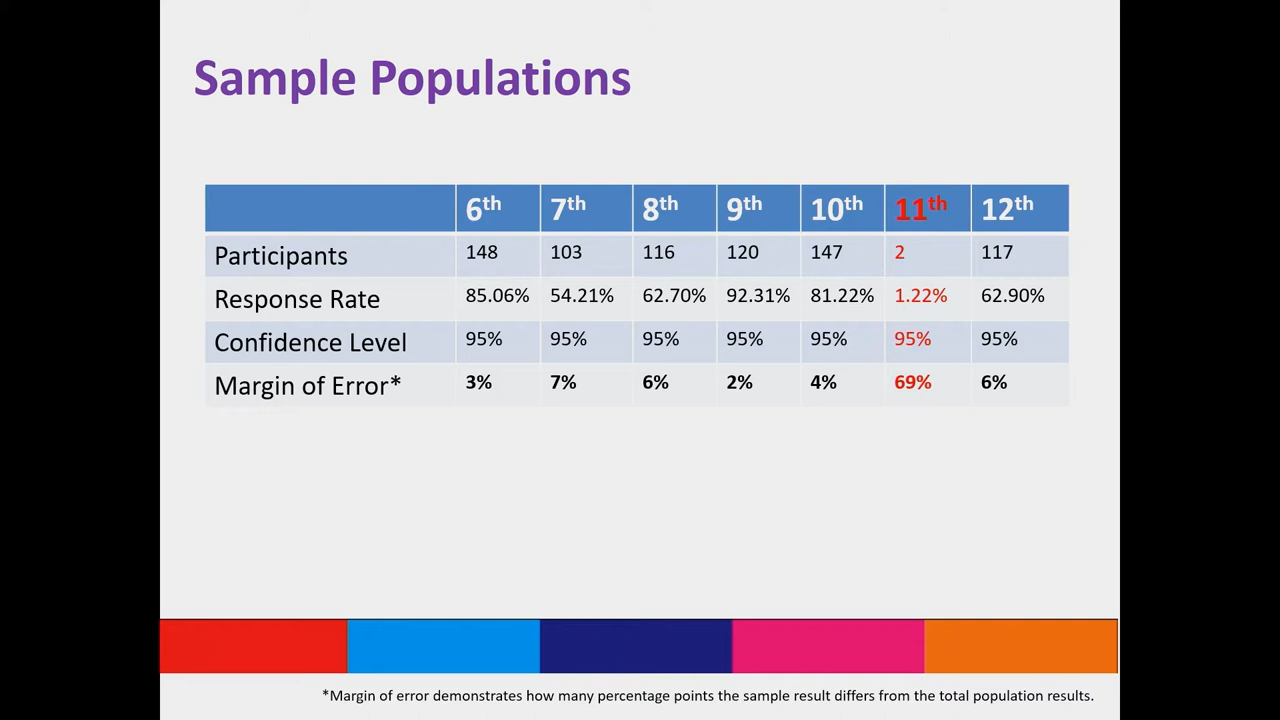 Sample Populations
6th 7th 8th 9th 10th 11th 12th
Participants 148 103 116 120 147 2 117
Response Rate 85.06% 54.21% 62.70% 92.31% 81.22% 1.22% 62.90%
Confidence Level 95% 95% 95% 95% 95% 95% 95%
Margin of Error* 3% 7% 6% 2% 4% 69% 6%
*Margin of error demonstrates how many percentage points the sample result differs from the total population results.